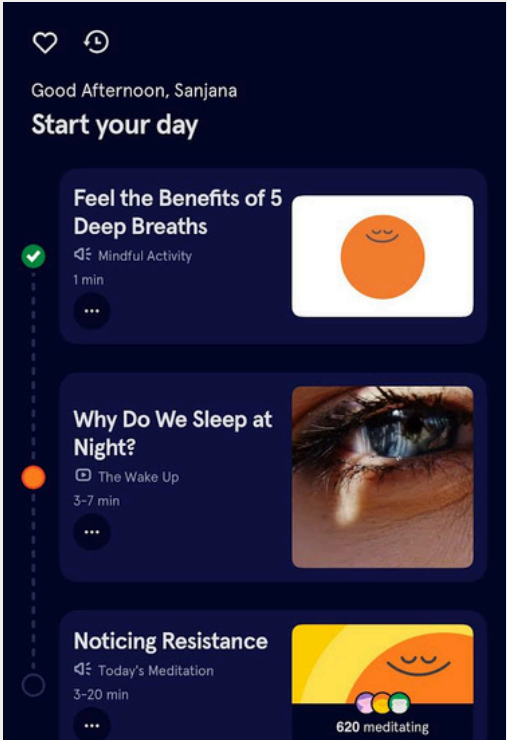 Good Afternoon, Sanjana
Start your day
Feel the Benefits of 5
Deep Breaths
Mindful Activity
1 min
Why Do We Sleep at
Night?
The Wake Up
3-7 min
Noticing Resistance
Today's Meditation
3-20 min
620 meditating